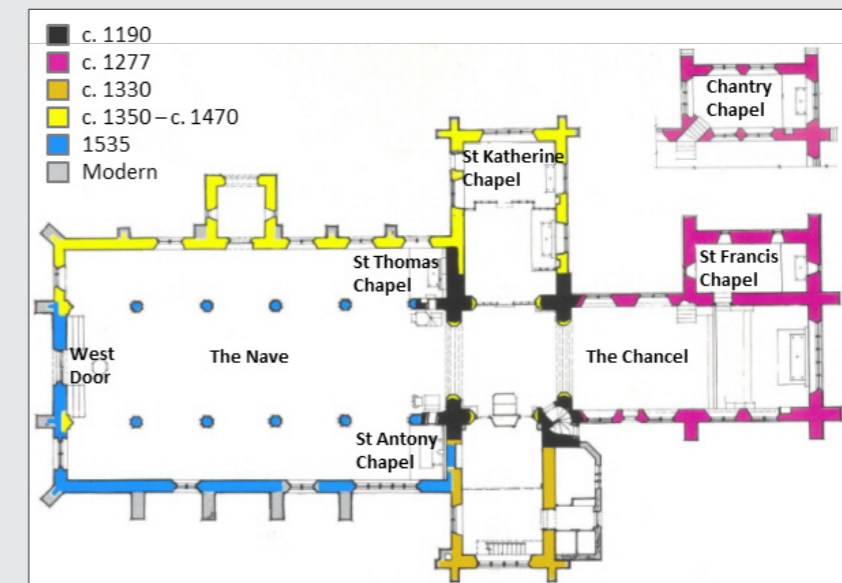 c. 1190
c. 1277
c. 1330
c. 1350 – c. 1470
1535
Modern
Chantry
Chapel
St Katherine
Chapel
St Thomas
Chapel
St Francis
Chapel
West
Door
The Nave
The Chancel
St Antony
Chapel